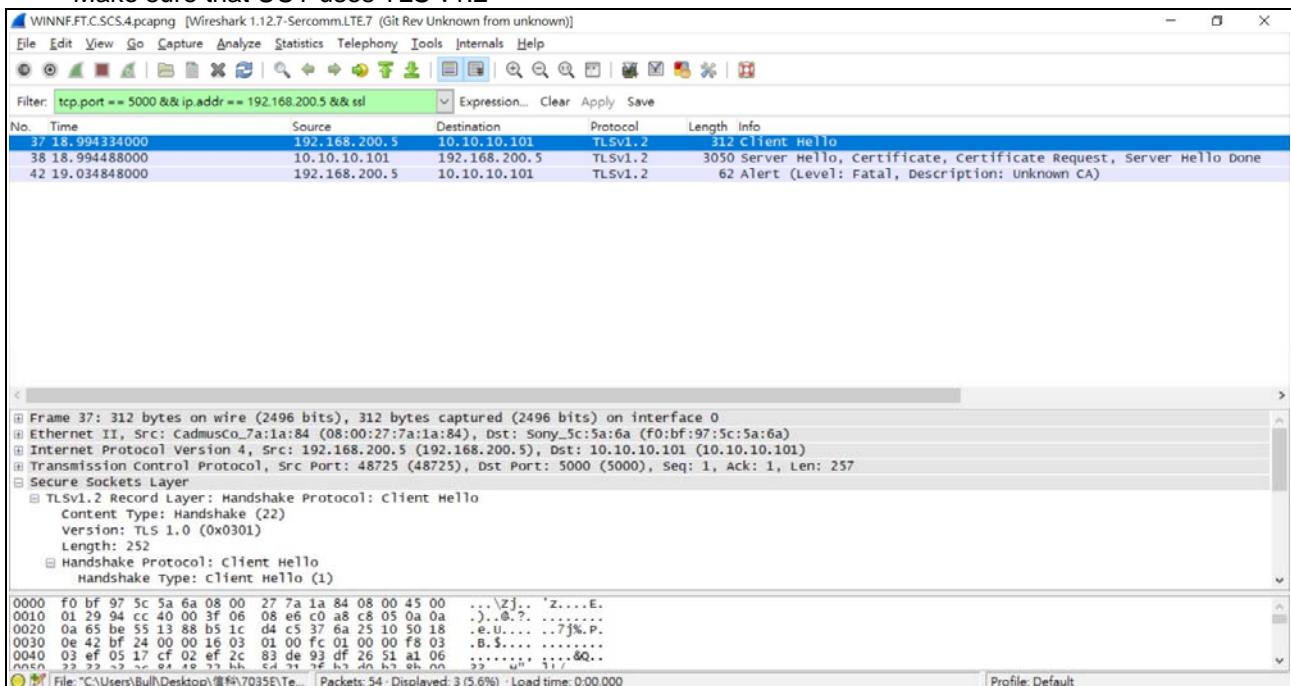 Make sure that UUT uses TLS v1.2
WINNF.FT.C.SCS.4.pcapng [Wireshark 1.12.7-Sercomm.LTE.7 (Git Rev Unknown from unknown)]
File Edit View Go Capture Analyze Statistics Telephony Tools Internals Help
Filter: tcp.port == 5000 && ip.addr == 192.168.200.5 && ssl Expression... Clear Apply Save
No. Time Source Destination Protocol Length Info
37 18.994334000 192.168.200.5 10.10.10.101 TLSv1.2 312 Client Hello
38 18.994488000 10.10.10.101 192.168.200.5 TLSv1.2 3050 Server Hello, Certificate, Certificate Request, Server Hello Done
42 19.034848000 192.168.200.5 10.10.10.101 TLSv1.2 62 Alert (Level: Fatal, Description: Unknown CA)
Frame 37: 312 bytes on wire (2496 bits), 312 bytes captured (2496 bits) on interface 0
Ethernet II, Src: CadmusCo_7a:1a:84 (08:00:27:7a:1a:84), Dst: Sony_5c:5a:6a (f0:bf:97:5c:5a:6a)
Internet Protocol Version 4, Src: 192.168.200.5 (192.168.200.5), Dst: 10.10.10.101 (10.10.10.101)
Transmission Control Protocol, Src Port: 48725 (48725), Dst Port: 5000 (5000), Seq: 1, Ack: 1, Len: 257
Secure Sockets Layer
TLSv1.2 Record Layer: Handshake Protocol: Client Hello
Content Type: Handshake (22)
Version: TLS 1.0 (0x0301)
Length: 252
Handshake Protocol: Client Hello
Handshake Type: Client Hello (1)
0000 f0 bf 97 5c 5a 6a 08 00 27 7a 1a 84 08 00 45 00 ...\Zj.. 'z....E.
0010 01 29 94 cc 40 00 3f 06 08 e6 c0 a8 c8 05 0a 0a .)..@.?. ........
0020 0a 65 be 55 13 88 b5 1c d4 c5 37 6a 25 10 50 18 .e.U.... ..7j%.P.
0030 0e 42 bf 24 00 00 16 03 01 00 fc 01 00 00 f8 03 .B.$.... ........
0040 03 ef 05 17 cf 02 ef 2c 83 de 93 df 26 51 a1 06 ......., ....&Q..
File: "C:\Users\Bull\Desktop\信科\7035E\Te... Packets: 54 · Displayed: 3 (5.6%) · Load time: 0:00.000 Profile: Default